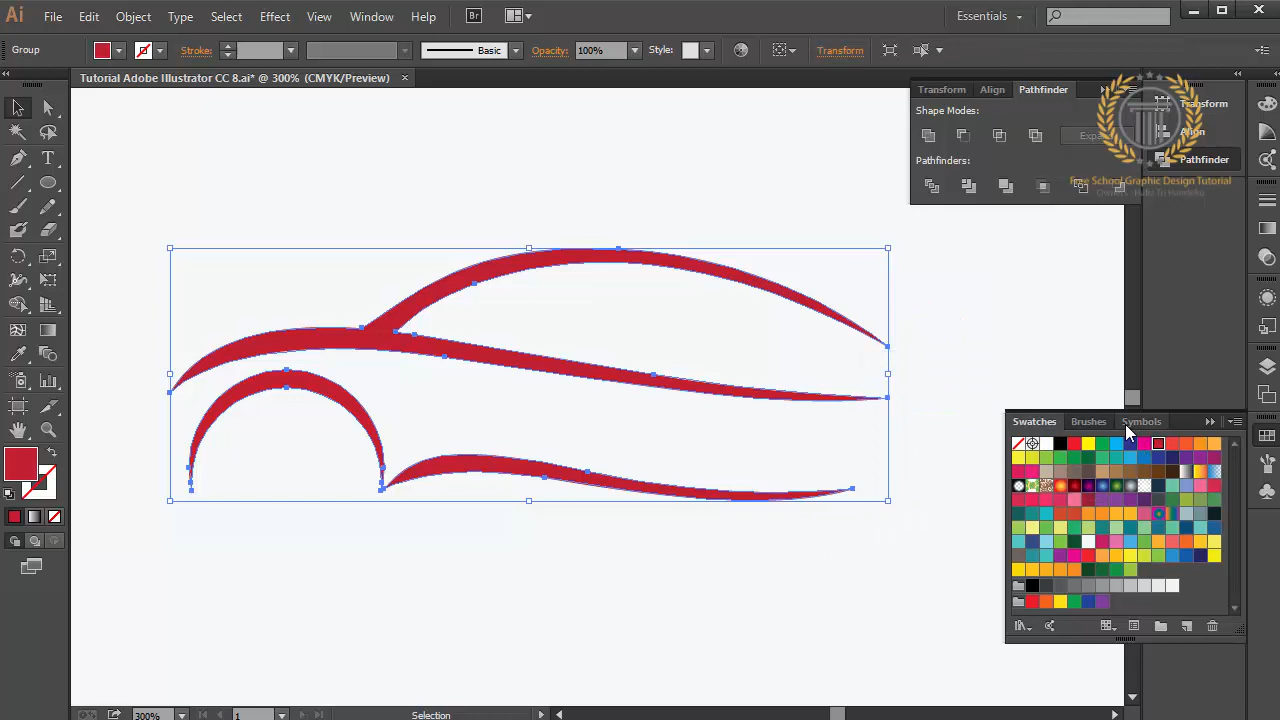 Ai File Edit Object Type Select Effect View Window Help Br Essentials
Group Stroke: Basic Opacity: 100% Style: Transform
Tutorial Adobe Illustrator CC 8.ai* @ 300% (CMYK/Preview) ×
Transform Align Pathfinder
Shape Modes:
Expand
Pathfinders:
Transform
Align
Pathfinder
Free School Graphic Design Tutorial
Swatches Brushes Symbols
300% 1 Selection